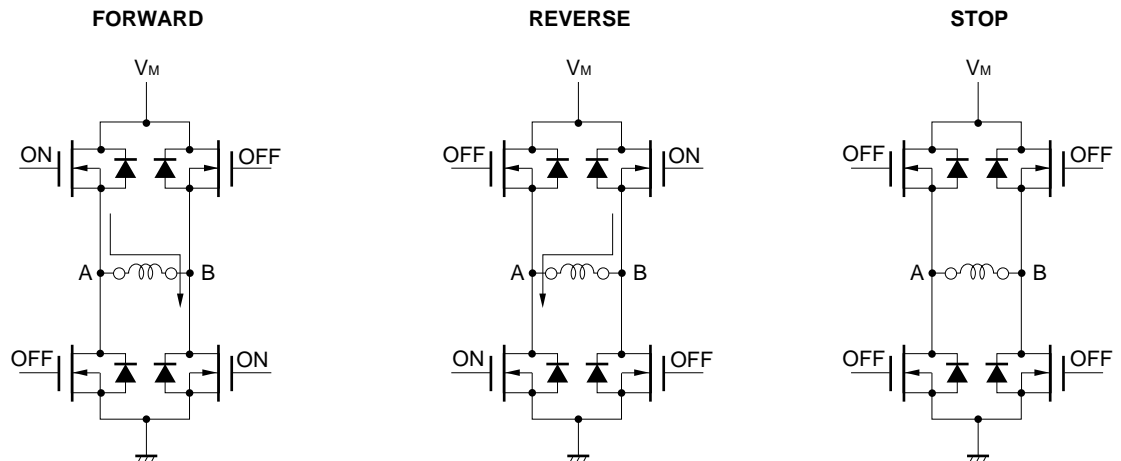 FORWARD REVERSE STOP
VM VM VM
ON OFF OFF ON OFF OFF
A B A B A B
OFF ON ON OFF OFF OFF